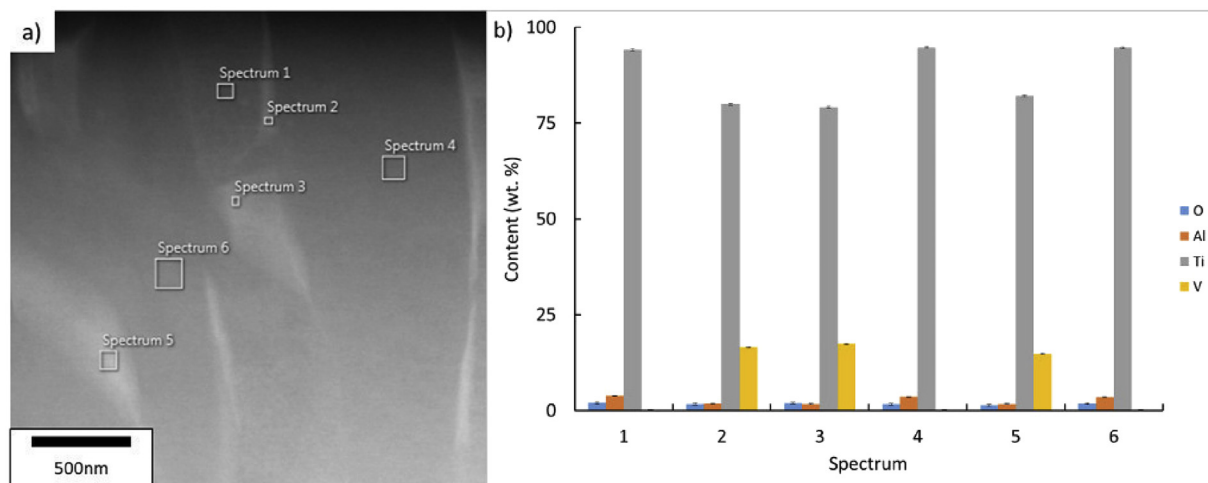 a)
Spectrum 1
Spectrum 2
Spectrum 4
Spectrum 3
Spectrum 6
Spectrum 5
500nm
b)
100
75
50
25
0
Content (wt. %)
1 2 3 4 5 6
Spectrum
O
Al
Ti
V